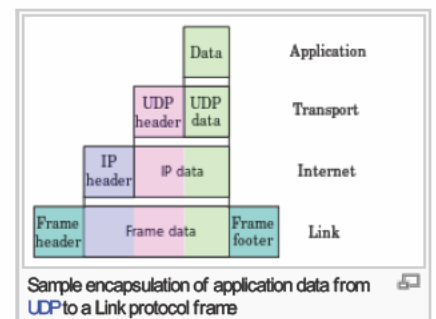 Data Application
UDP UDP
header data Transport
IP
header IP data Internet
Frame Frame
header Frame data footer Link
Sample encapsulation of application data from
UDP to a Link protocol frame